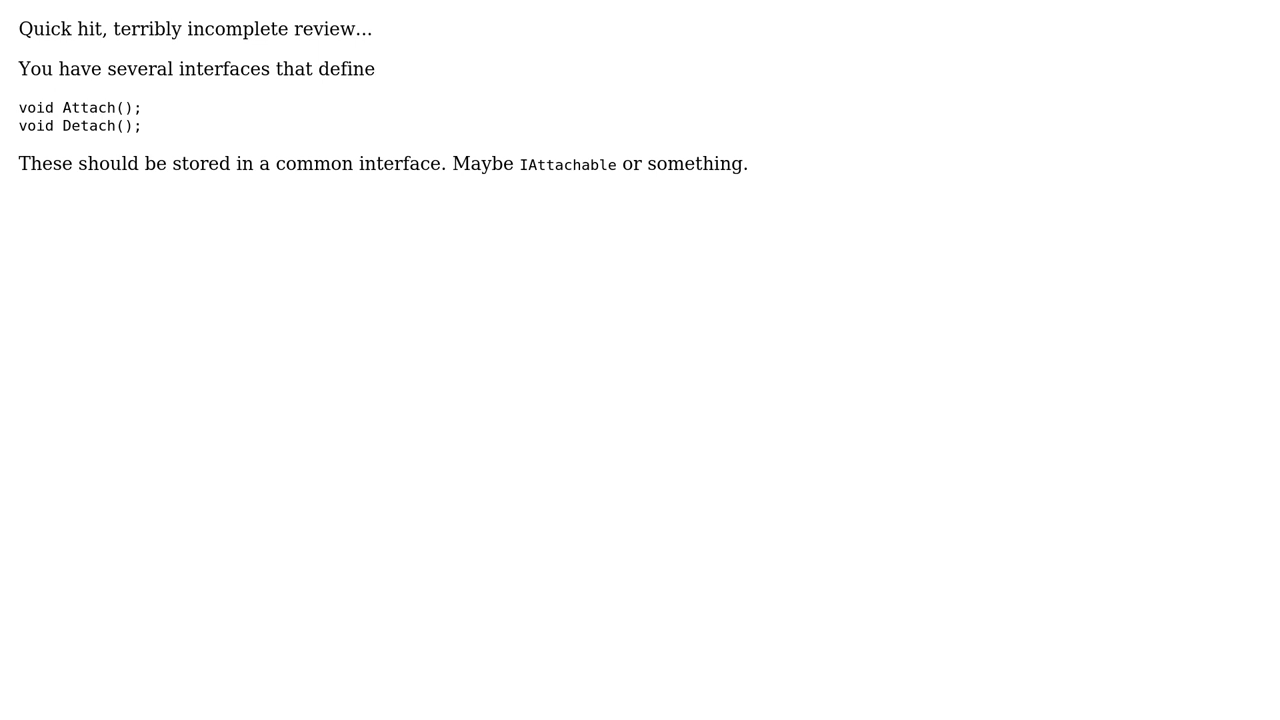 Quick hit, terribly incomplete review...
You have several interfaces that define
void Attach();
void Detach();
These should be stored in a common interface. Maybe IAttachable or something.